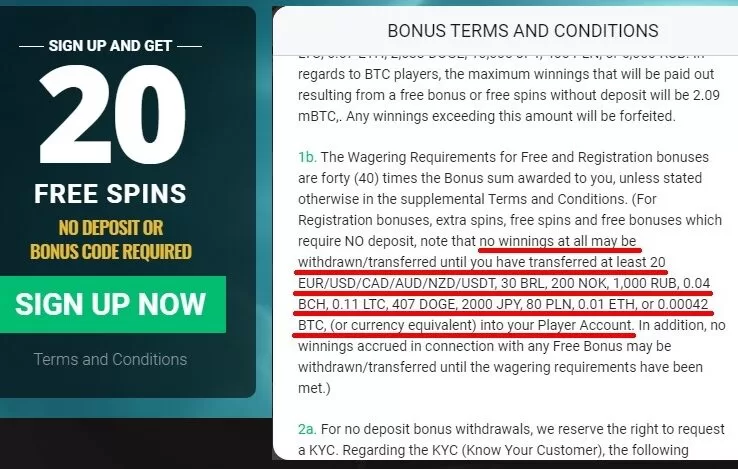 SIGN UP AND GET
20
FREE SPINS
NO DEPOSIT OR
BONUS CODE REQUIRED
SIGN UP NOW
Terms and Conditions
BONUS TERMS AND CONDITIONS
regards to BTC players, the maximum winnings that will be paid out
resulting from a free bonus or free spins without deposit will be 2.09
mBTC,. Any winnings exceeding this amount will be forfeited.
1b. The Wagering Requirements for Free and Registration bonuses
are forty (40) times the Bonus sum awarded to you, unless stated
otherwise in the supplemental Terms and Conditions. (For
Registration bonuses, extra spins, free spins and free bonuses which
require NO deposit, note that no winnings at all may be
withdrawn/transferred until you have transferred at least 20
EUR/USD/CAD/AUD/NZD/USDT, 30 BRL, 200 NOK, 1,000 RUB, 0.04
BCH, 0.11 LTC, 407 DOGE, 2000 JPY, 80 PLN, 0.01 ETH, or 0.00042
BTC, (or currency equivalent) into your Player Account. In addition, no
winnings accrued in connection with any Free Bonus may be
withdrawn/transferred until the wagering requirements have been
met.)
2a. For no deposit bonus withdrawals, we reserve the right to request
a KYC. Regarding the KYC (Know Your Customer), the following